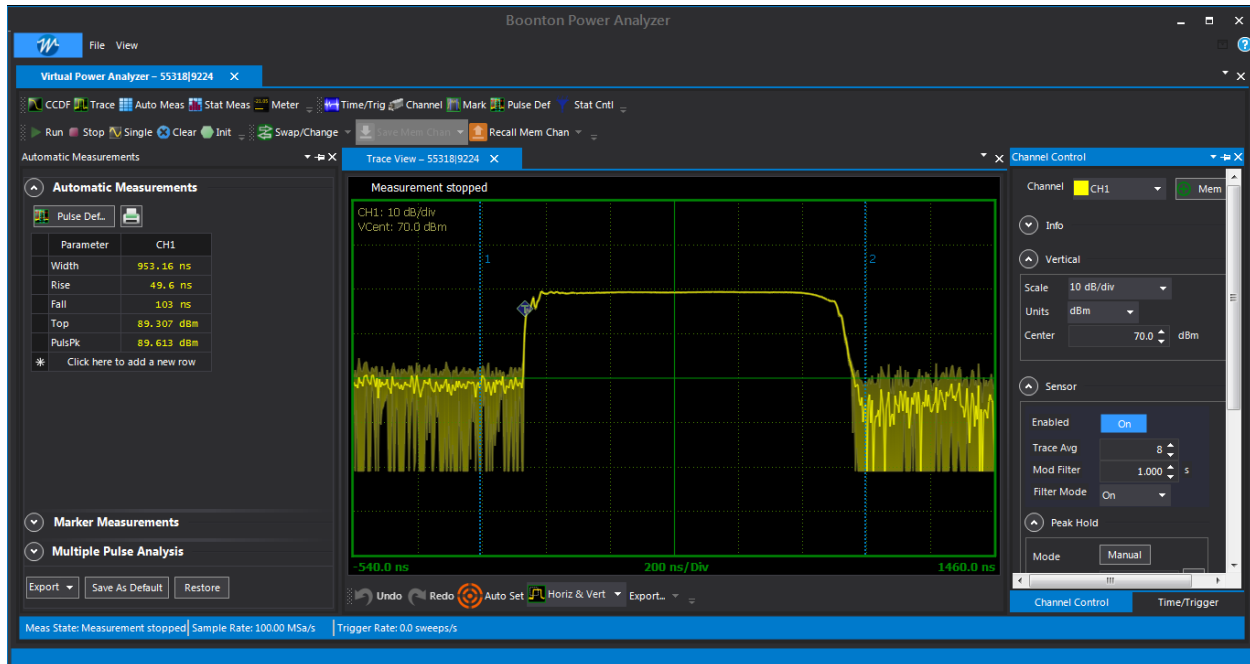 Boonton Power Analyzer
File View
Virtual Power Analyzer – 55318|9224 X
CCDF Trace Auto Meas Stat Meas Meter Time/Trig Channel Mark Pulse Def Stat Cntl
Run Stop Single Clear Init Swap/Change Save Mem Chan Recall Mem Chan
Automatic Measurements
Automatic Measurements
Pulse Def...
Parameter CH1
Width 953.16 ns
Rise 49.6 ns
Fall 103 ns
Top 89.307 dBm
PulsPk 89.613 dBm
Click here to add a new row
Marker Measurements
Multiple Pulse Analysis
Export Save As Default Restore
Trace View – 55318|9224 X
Measurement stopped
CH1: 10 dB/div
VCent: 70.0 dBm
1 2
T
-540.0 ns 200 ns/Div 1460.0 ns
Undo Redo Auto Set Horiz & Vert Export...
Channel Control
Channel CH1 Mem
Info
Vertical
Scale 10 dB/div
Units dBm
Center 70.0 dBm
Sensor
Enabled On
Trace Avg 8
Mod Filter 1.000 s
Filter Mode On
Peak Hold
Mode Manual
Channel Control Time/Trigger
Meas State: Measurement stopped Sample Rate: 100.00 MSa/s Trigger Rate: 0.0 sweeps/s